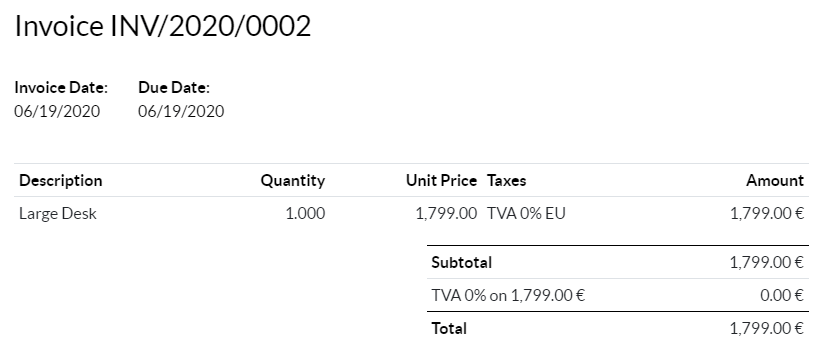 Invoice INV/2020/0002
Invoice Date: Due Date:
06/19/2020 06/19/2020
Description Quantity Unit Price Taxes Amount
Large Desk 1.000 1,799.00 TVA 0% EU 1,799.00 €
Subtotal 1,799.00 €
TVA 0% on 1,799.00 € 0.00 €
Total 1,799.00 €